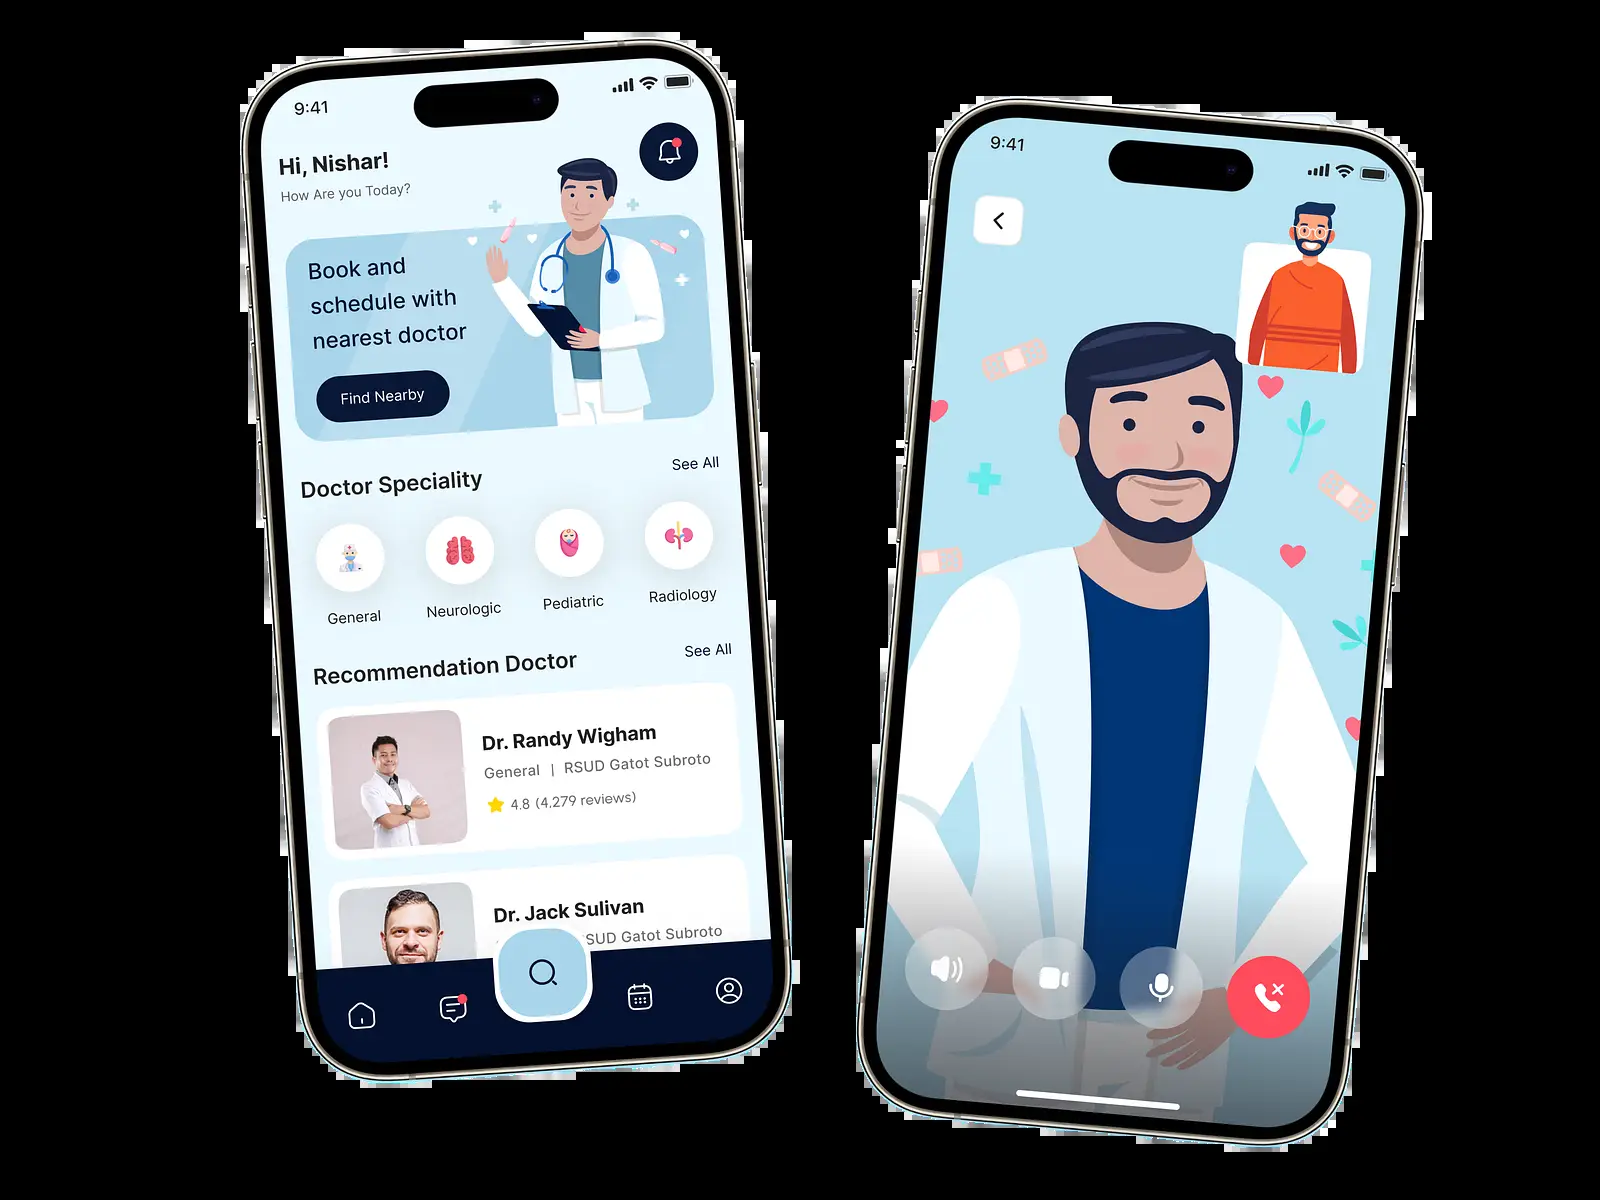 9:41
Hi, Nishar!
How Are you Today?
Book and
schedule with
nearest doctor
Find Nearby
Doctor Speciality
See All
General
Neurologic
Pediatric
Radiology
Recommendation Doctor
See All
Dr. Randy Wigham
General | RSUD Gatot Subroto
4.8 (4,279 reviews)
Dr. Jack Sulivan
SUD Gatot Subroto
9:41